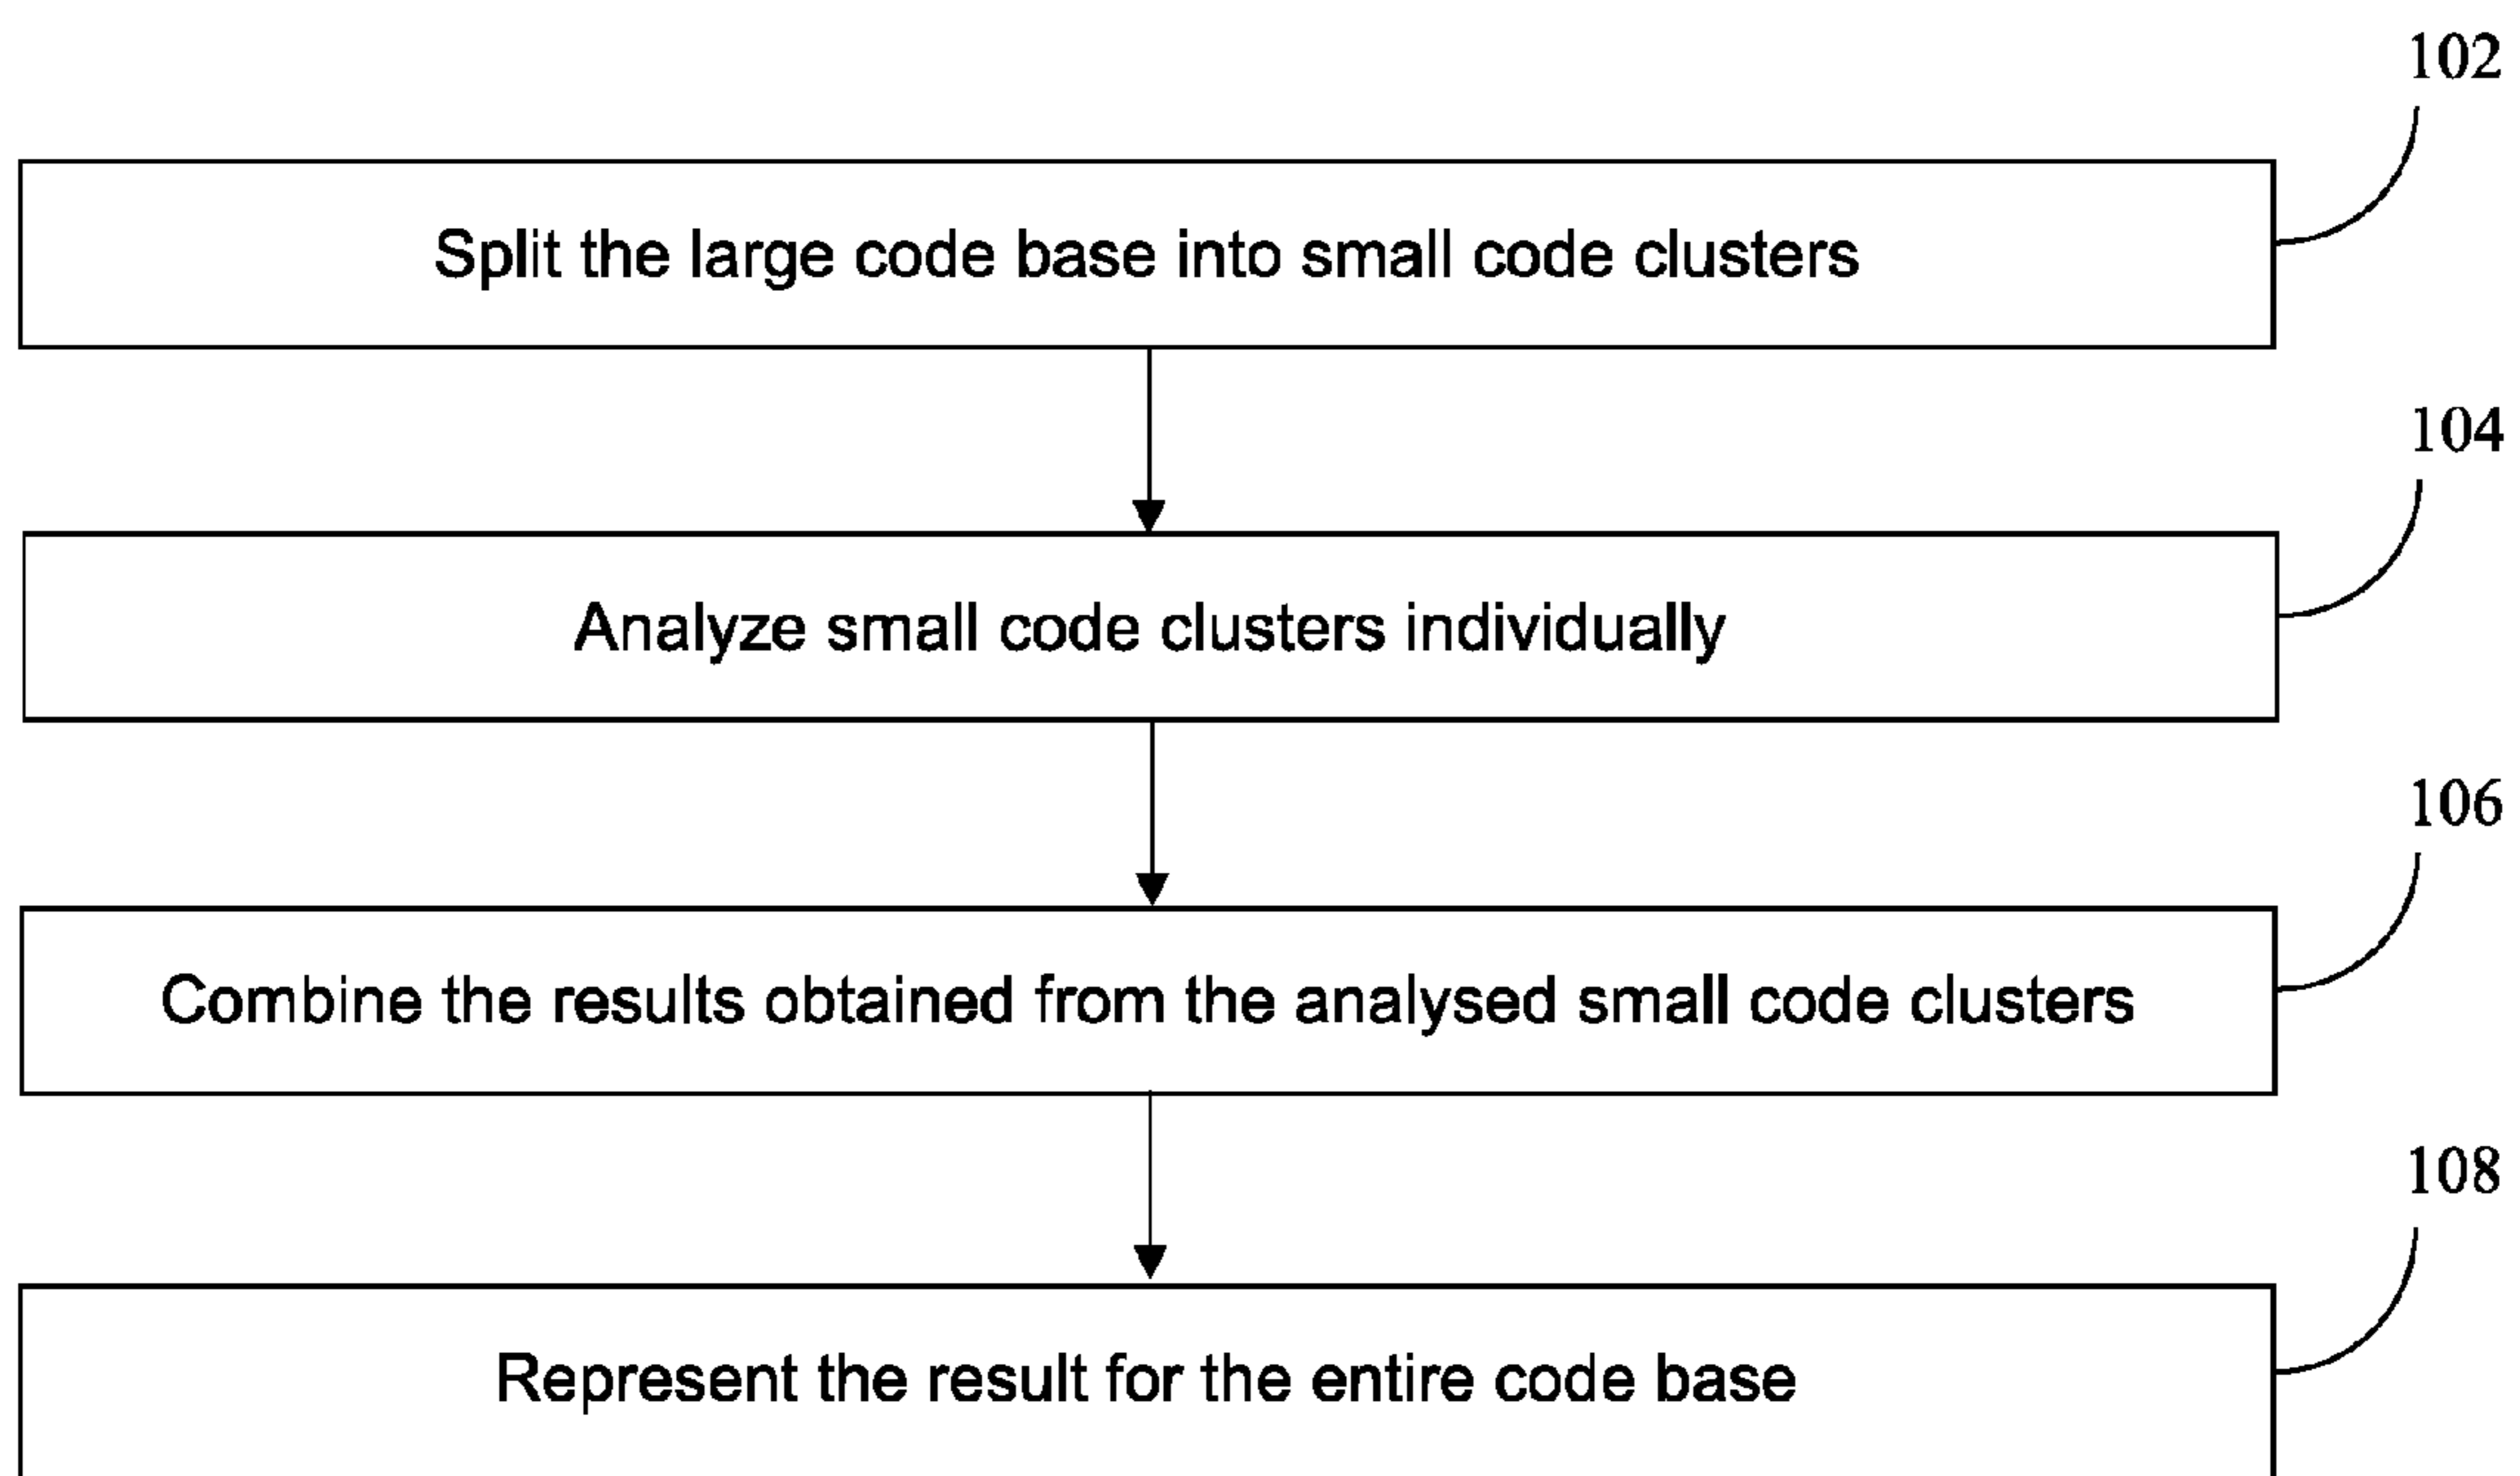 102
Split the large code base into small code clusters
104
Analyze small code clusters individually
106
Combine the results obtained from the analysed small code clusters
108
Represent the result for the entire code base